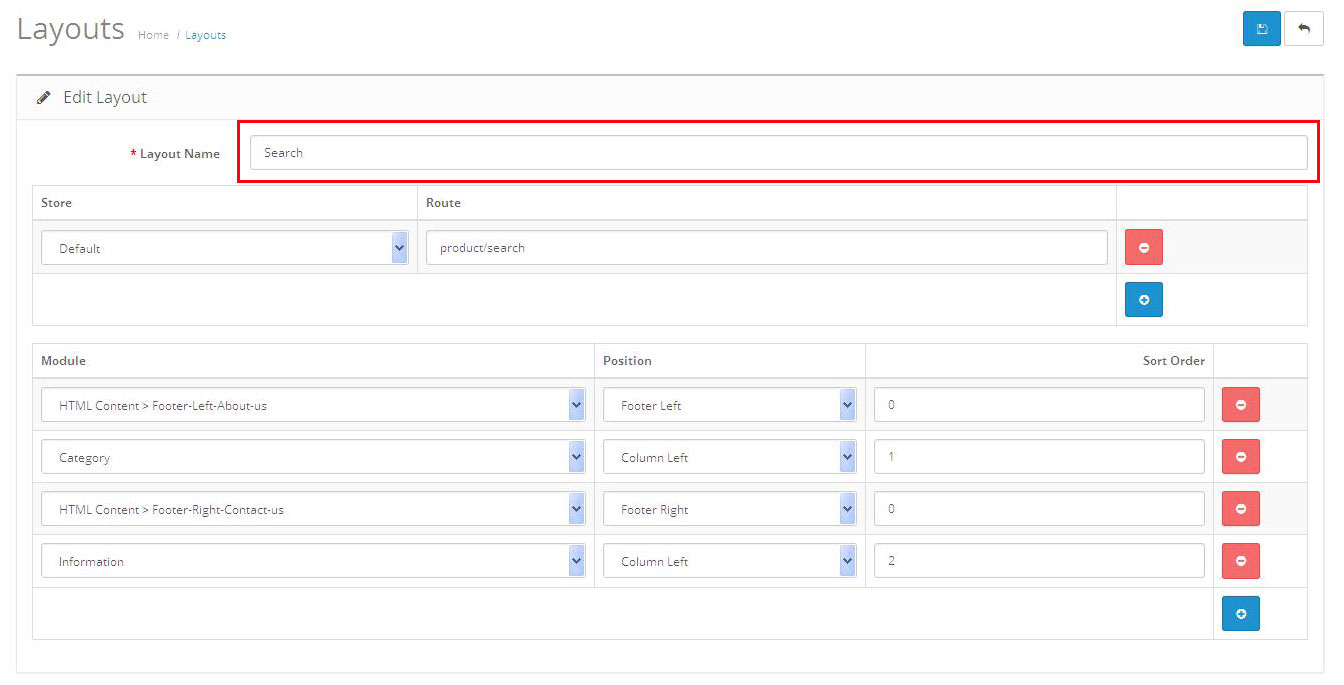 Layouts Home / Layouts
Edit Layout
* Layout Name Search
Store Route
Default product/search
Module Position Sort Order
HTML Content > Footer-Left-About-us Footer Left 0
Category Column Left 1
HTML Content > Footer-Right-Contact-us Footer Right 0
Information Column Left 2